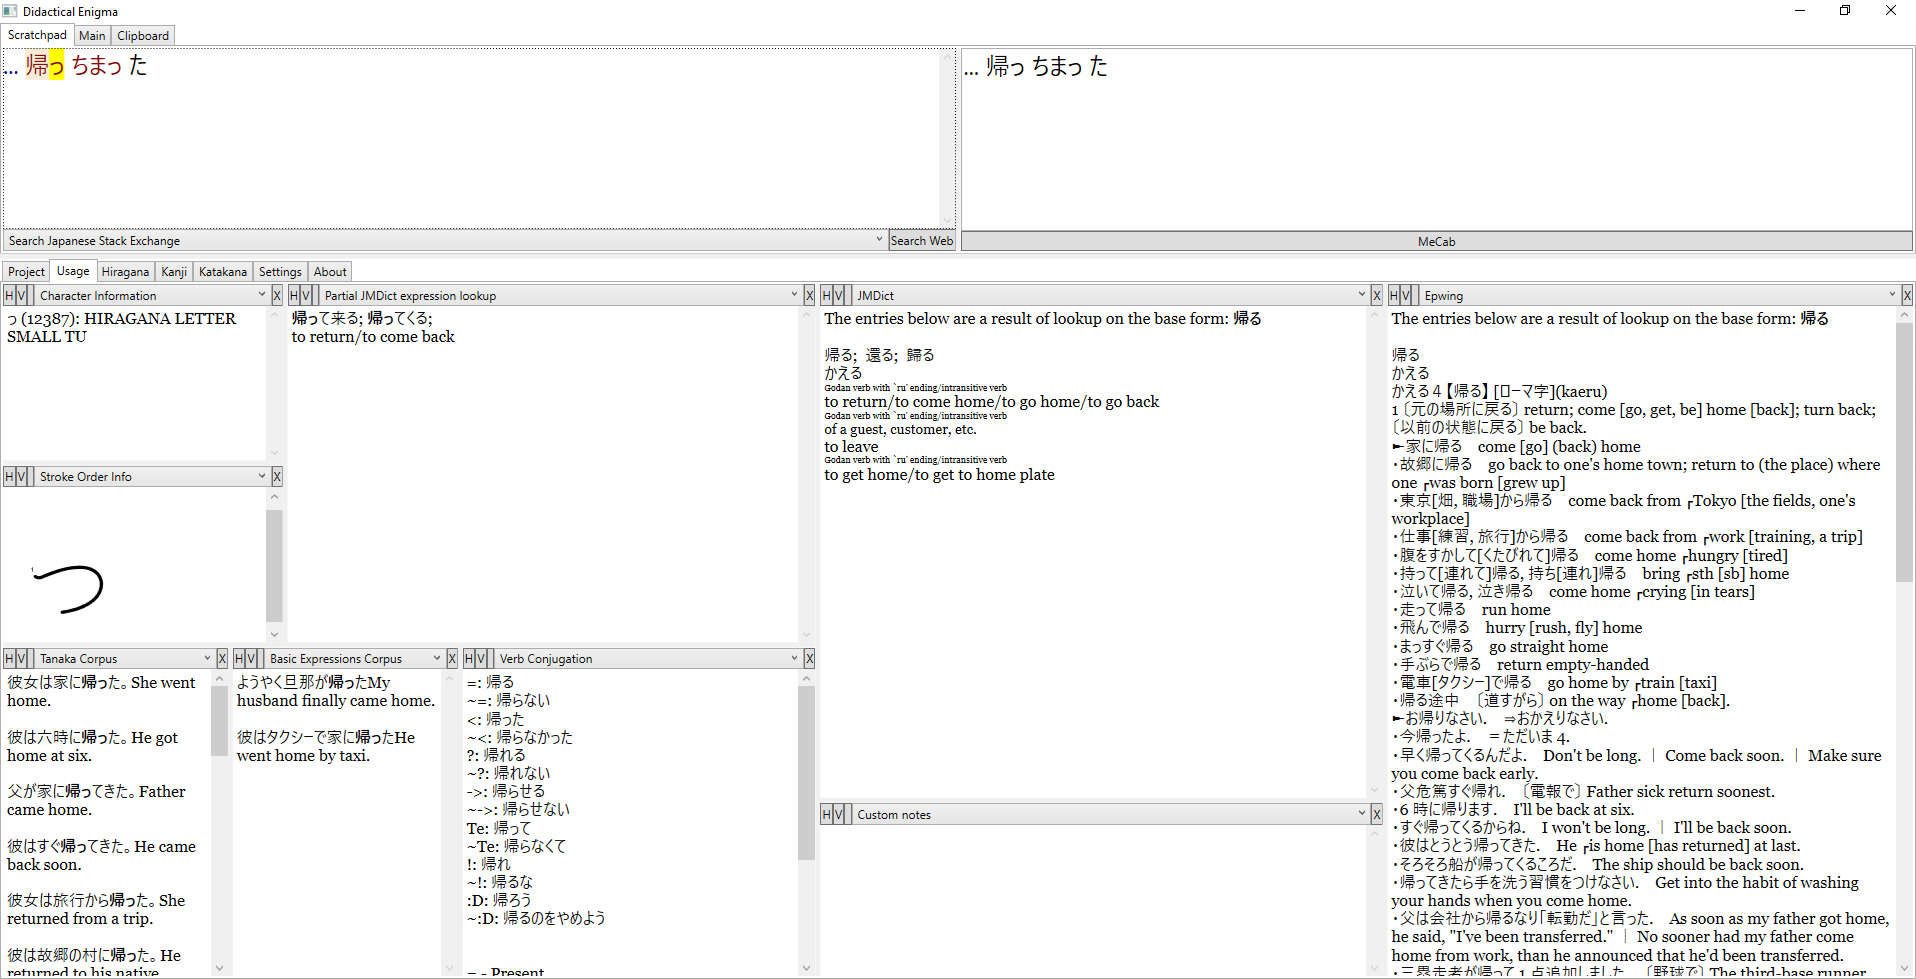 Didactical Enigma
Scratchpad Main Clipboard
... 帰っ ちまっ た
... 帰っ ちまっ た
Search Japanese Stack Exchange Search Web
MeCab
Project Usage Hiragana Kanji Katakana Settings About
H V Character Information X
っ (12387): HIRAGANA LETTER
SMALL TU
H V Stroke Order Info X
1
H V Partial JMDict expression lookup X
帰って来る; 帰ってくる;
to return/to come back
H V Tanaka Corpus X
彼女は家に帰った。She went
home.
彼は六時に帰った。He got
home at six.
父が家に帰ってきた。Father
came home.
彼はすぐ帰ってきた。He came
back soon.
彼女は旅行から帰った。She
returned from a trip.
彼は故郷の村に帰った。He
returned to his native
H V Basic Expressions Corpus X
ようやく旦那が帰ったMy
husband finally came home.
彼はタクシーで家に帰ったHe
went home by taxi.
H V Verb Conjugation X
=: 帰る
~=: 帰らない
<: 帰った
~<: 帰らなかった
?: 帰れる
~?: 帰れない
->: 帰らせる
~->: 帰らせない
Te: 帰って
~Te: 帰らなくて
!: 帰れ
~!: 帰るな
:D: 帰ろう
~:D: 帰るのをやめよう
= - Present
H V JMDict X
The entries below are a result of lookup on the base form: 帰る
帰る; 還る; 歸る
かえる
Godan verb with `ru' ending/intransitive verb
to return/to come home/to go home/to go back
Godan verb with `ru' ending/intransitive verb
of a guest, customer, etc.
to leave
Godan verb with `ru' ending/intransitive verb
to get home/to get to home plate
H V Custom notes X
H V Epwing X
The entries below are a result of lookup on the base form: 帰る
帰る
かえる
かえる４【帰る】[ローマ字](kaeru)
1〔元の場所に戻る〕return; come [go, get, be] home [back]; turn back;
〔以前の状態に戻る〕be back.
►家に帰る　come [go] (back) home
・故郷に帰る　go back to one's home town; return to (the place) where
one ┌was born [grew up]
・東京[畑, 職場]から帰る　come back from ┌Tokyo [the fields, one's
workplace]
・仕事[練習, 旅行]から帰る　come back from ┌work [training, a trip]
・腹をすかして[くたびれて]帰る　come home ┌hungry [tired]
・持って[連れて]帰る, 持ち[連れ]帰る　bring ┌sth [sb] home
・泣いて帰る, 泣き帰る　come home ┌crying [in tears]
・走って帰る　run home
・飛んで帰る　hurry [rush, fly] home
・まっすぐ帰る　go straight home
・手ぶらで帰る　return empty-handed
・電車[タクシー]で帰る　go home by ┌train [taxi]
・帰る途中　〔道すがら〕on the way ┌home [back].
►お帰りなさい.　⇒おかえりなさい.
・今帰ったよ.　＝ただいま 4.
・早く帰ってくるんだよ.　Don't be long. ｜ Come back soon. ｜ Make sure
you come back early.
・父危篤すぐ帰れ.　〔電報で〕Father sick return soonest.
・6 時に帰ります.　I'll be back at six.
・すぐ帰ってくるからね.　I won't be long. ｜ I'll be back soon.
・彼はとうとう帰ってきた.　He ┌is home [has returned] at last.
・そろそろ船が帰ってくるころだ.　The ship should be back soon.
・帰ってきたら手を洗う習慣をつけなさい.　Get into the habit of washing
your hands when you come home.
・父は会社から帰るなり「転勤だ」と言った.　As soon as my father got home,
he said, "I've been transferred." ｜ No sooner had my father come
home from work, than he announced that he'd been transferred.
・三塁走者が帰って 1 点追加しました.　〔野球で〕The third-base runner